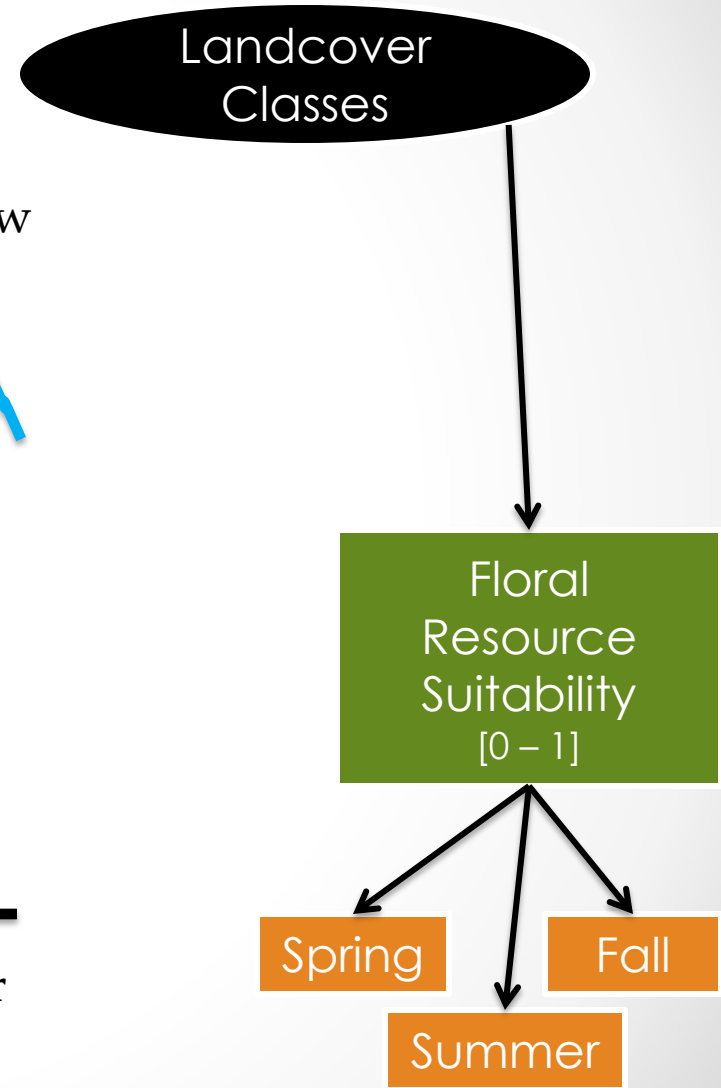 Landcover
Classes
w
Floral
Resource
Suitability
[0 – 1]
Spring
Fall
r
Summer